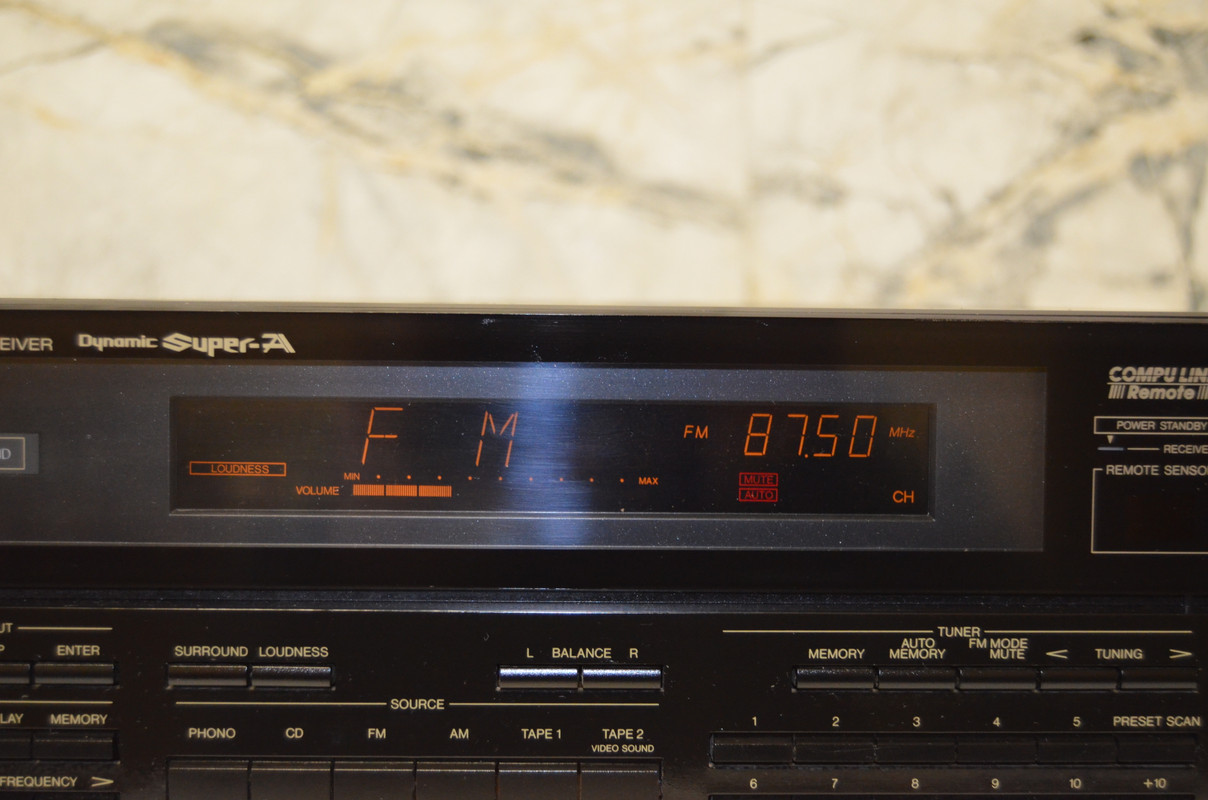 EIVER Dynamic Super-A
COMPU LIN
Remote
POWER STANDBY
RECEIVE
REMOTE SENSO
F M FM 87.50 MHz
LOUDNESS
MIN MAX
VOLUME
MUTE
AUTO CH
UT
P ENTER
SURROUND LOUDNESS
L BALANCE R
TUNER
MEMORY AUTO MEMORY FM MODE MUTE < TUNING >
LAY MEMORY
SOURCE
PHONO CD FM AM TAPE 1 TAPE 2
VIDEO SOUND
1 2 3 4 5 PRESET SCAN
FREQUENCY >
6 7 8 9 10 +10